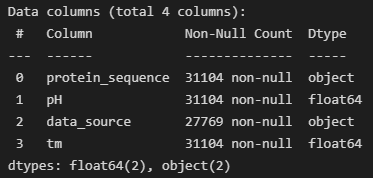 Data columns (total 4 columns):
 #   Column            Non-Null Count  Dtype
---  ------            --------------  -----
 0   protein_sequence  31104 non-null  object
 1   pH                31104 non-null  float64
 2   data_source       27769 non-null  object
 3   tm                31104 non-null  float64
dtypes: float64(2), object(2)